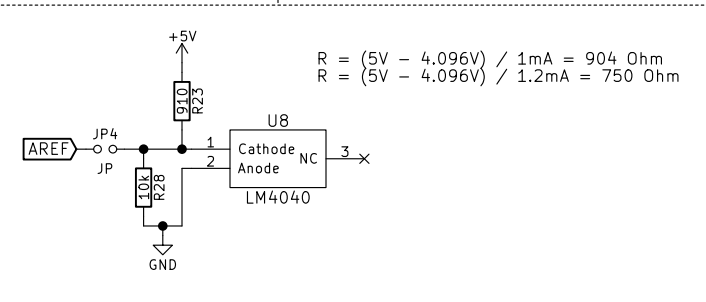 +5V
R = (5V - 4.096V) / 1mA = 904 Ohm
R = (5V - 4.096V) / 1.2mA = 750 Ohm
910
R23
U8
JP4
AREF
JP
1
2
Cathode
Anode
NC
3
10k
R28
LM4040
GND